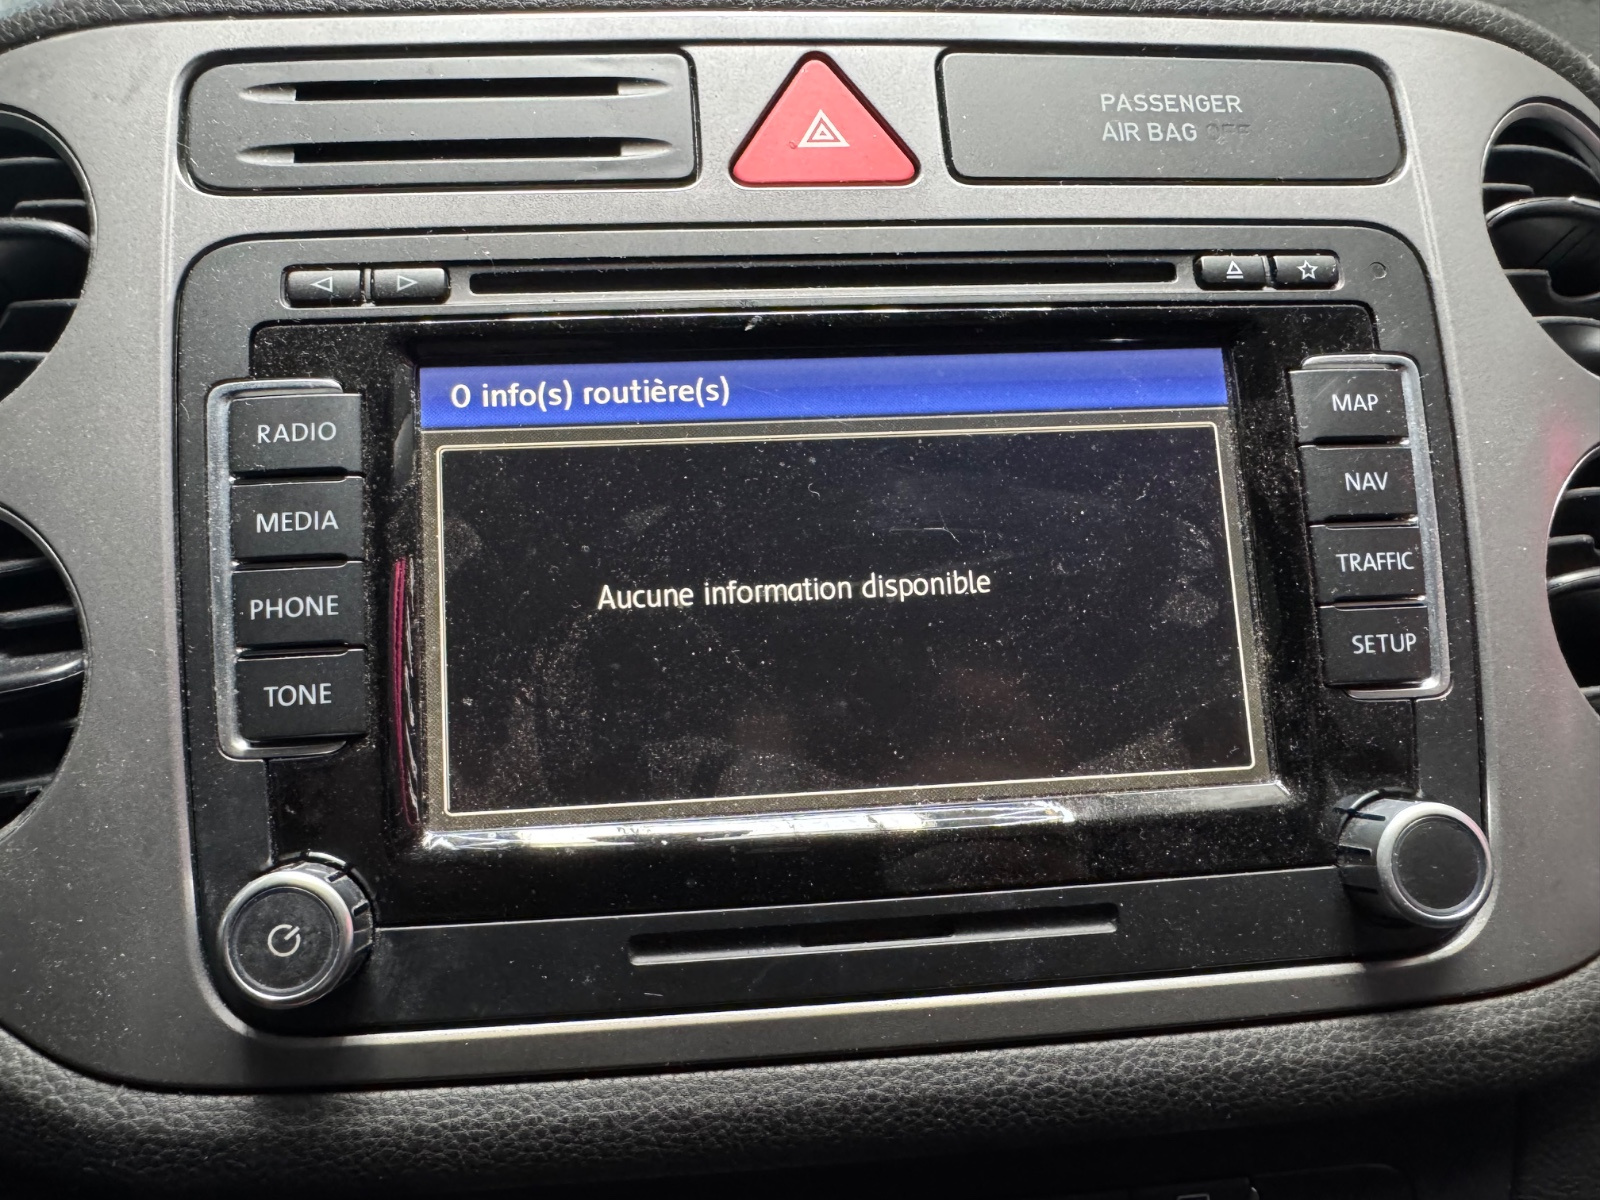 PASSENGER
AIR BAG OFF
0 info(s) routière(s)
RADIO
MEDIA
PHONE
TONE
Aucune information disponible
MAP
NAV
TRAFFIC
SETUP